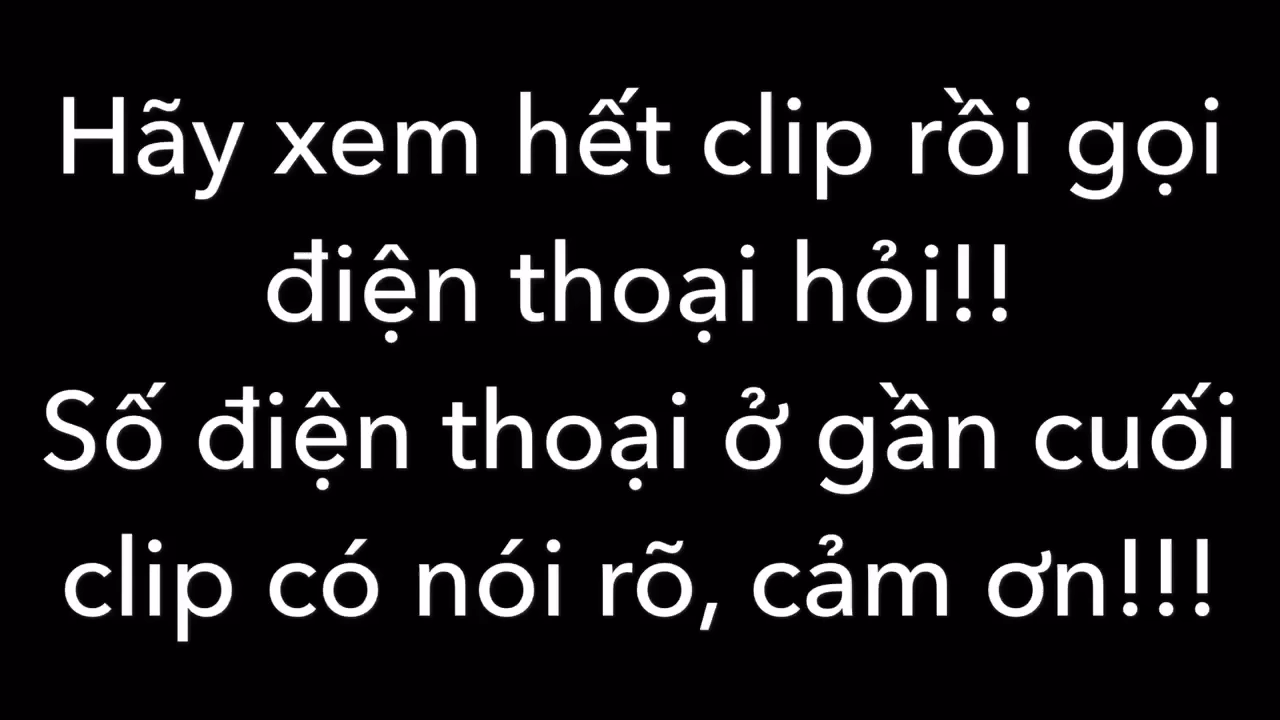 Hãy xem hết clip rồi gọi
điện thoại hỏi!!
Số điện thoại ở gần cuối
clip có nói rõ, cảm ơn!!!